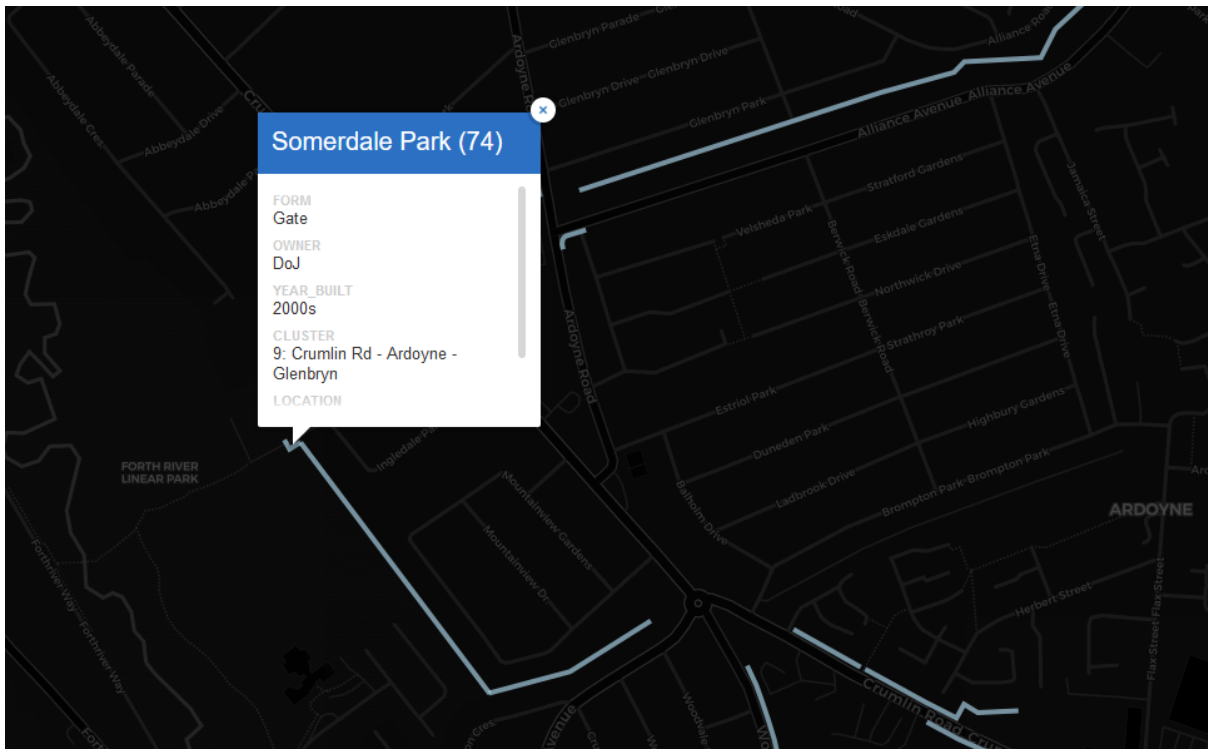 Somerdale Park (74)
×
FORM
Gate
OWNER
DoJ
YEAR_BUILT
2000s
CLUSTER
9: Crumlin Rd - Ardoyne -
Glenbryn
LOCATION
Abbeydale Parade
Abbeydale Cres.
Abbeydale Drive
Ardoyne
Glenbryn Parade
Glenbryn Drive
Glenbryn Drive
Glenbryn Park
Alliance
Alliance Avenue
Alliance Avenue
Stratford Gardens
Jamaica Street
Velsheda Park
Eskdale Gardens
Berwick Road
Berwick Road
Etna Drive
Etna Drive
Northwick Drive
Strathroy Park
Ardoyne Road
Estriol Park
Highbury Gardens
Duneden Park
Ladbrook Drive
Brompton Park
Brompton Park
Balholm Drive
FORTH RIVER
LINEAR PARK
Mountainview Gardens
Mountainview Dr.
ARDOYNE
Forthriver Way
Forthriver Way
Herbert Street
Flax Street
Flax Street
Crumlin Road